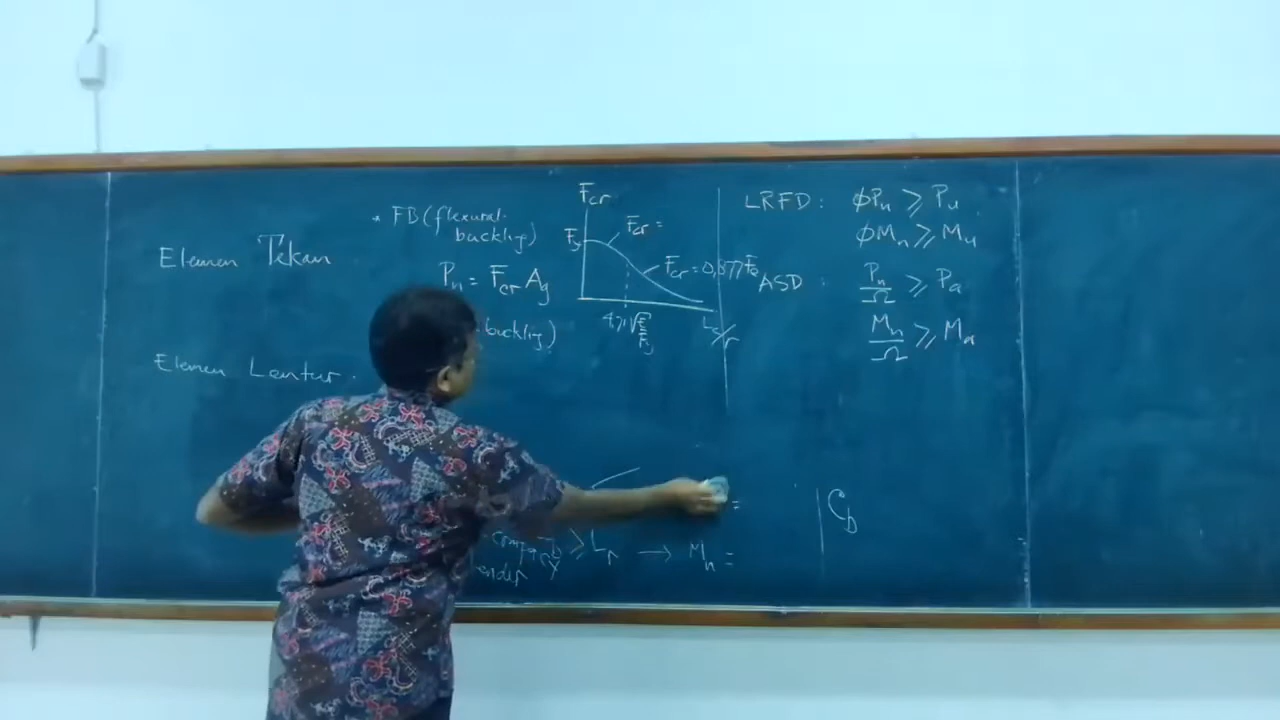 Elemen Tekan
* FB (flexural
buckling)
Pn = Fcr Ag
buckling)
Fcr
Fy
Fcr =
Fcr = 0,877Fe
4,71√E/Fy
Lc/r
LRFD : ϕPn ⩾ Pu
ϕMn ⩾ Mu
ASD : Pn/Ω ⩾ Pa
Mn/Ω ⩾ Ma
Elemen Lentur.
=
⩾ Lr → Mn =
Cb